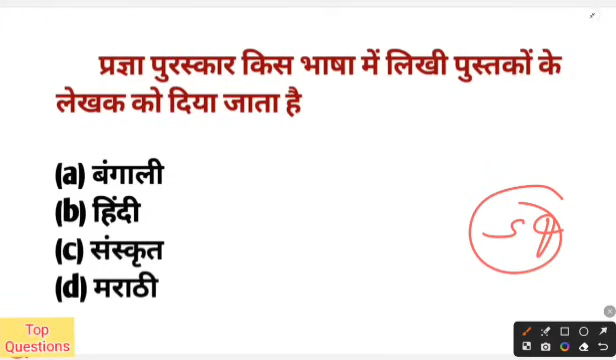 प्रज्ञा पुरस्कार किस भाषा में लिखी पुस्तकों के
लेखक को दिया जाता है
(a) बंगाली
(b) हिंदी
(c) संस्कृत
(d) मराठी
Top
Questions